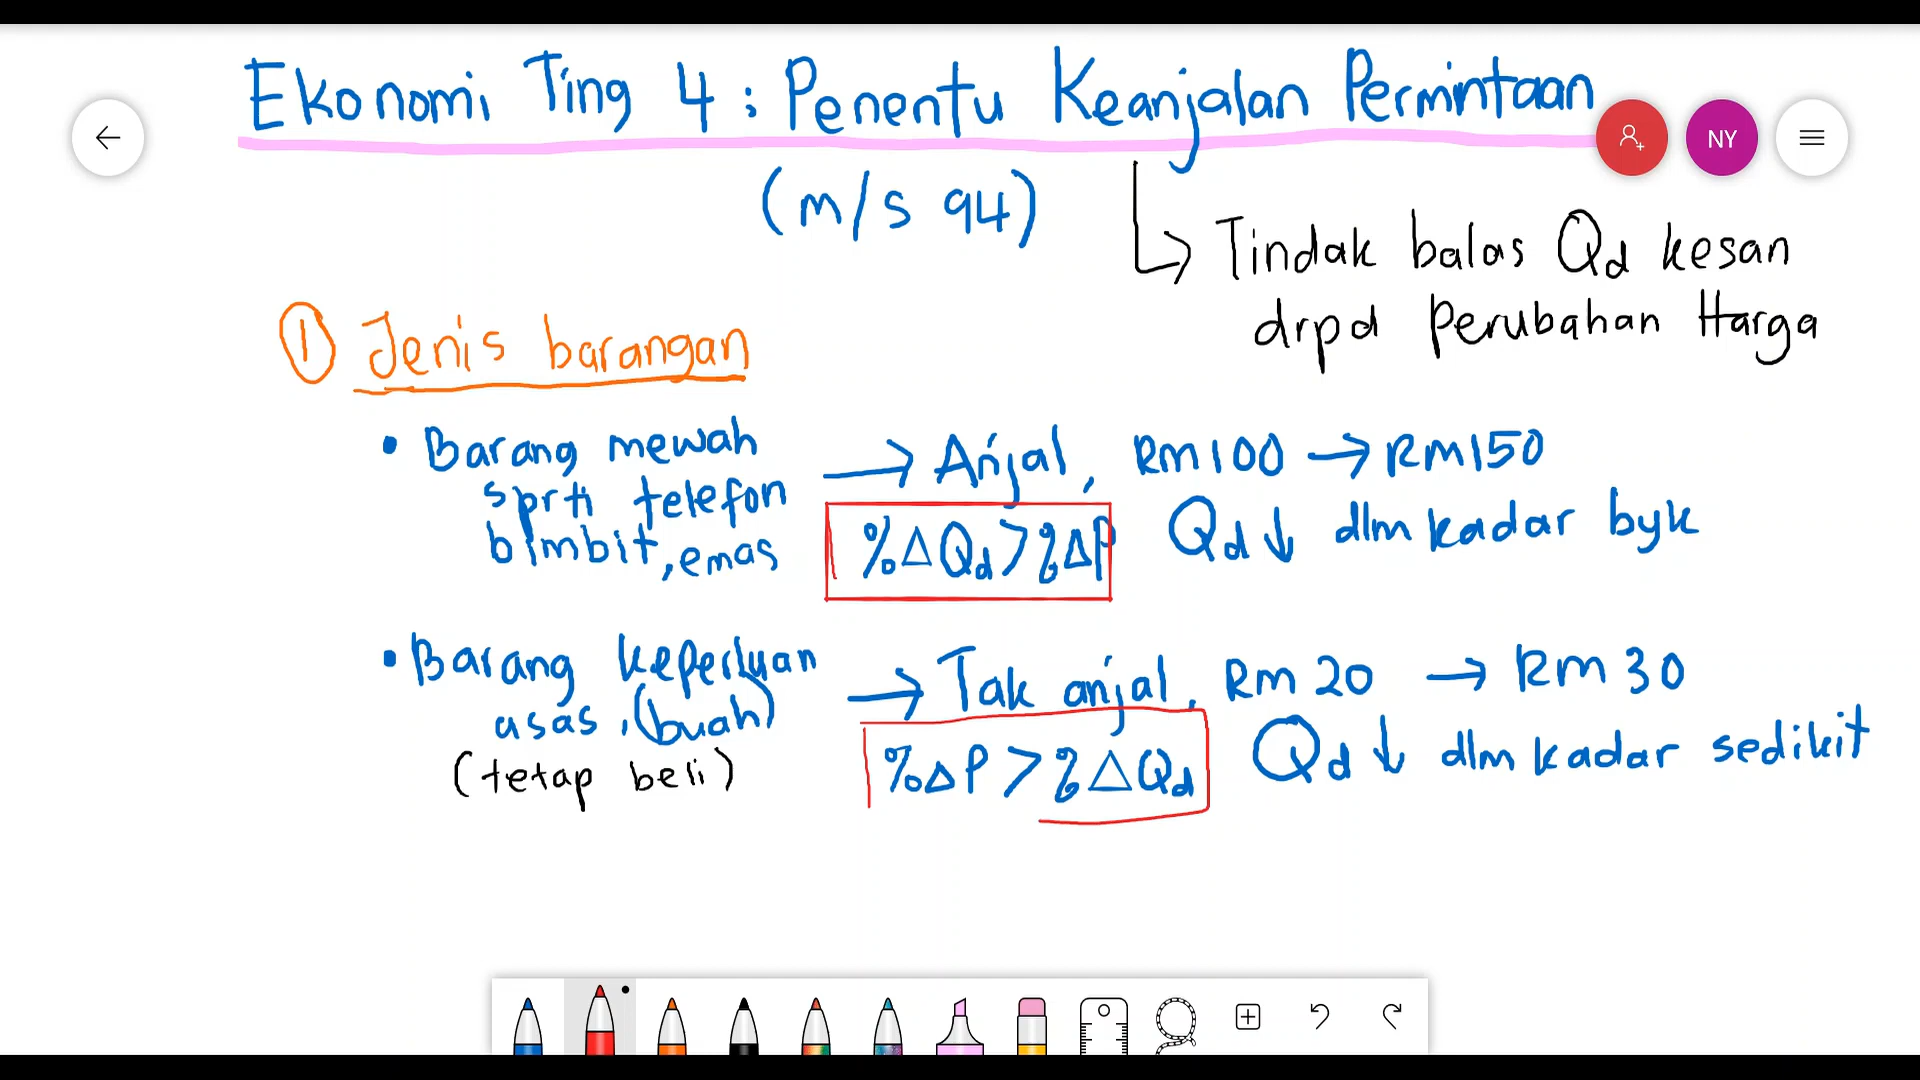 Ekonomi Ting 4 : Penentu Keanjalan Permintaan
NY
(m/s 94)
Tindak balas Qd kesan
drpd Perubahan Harga
① Jenis barangan
• Barang mewah → Anjal, RM100 → RM150
sprti telefon
bimbit, emas
%ΔQd > %ΔP
Qd↓ dlm kadar byk
• Barang keperluan → Tak anjal, RM 20 → RM 30
asas, (buah)
(tetap beli)
%ΔP > %ΔQd
Qd↓ dlm kadar sedikit